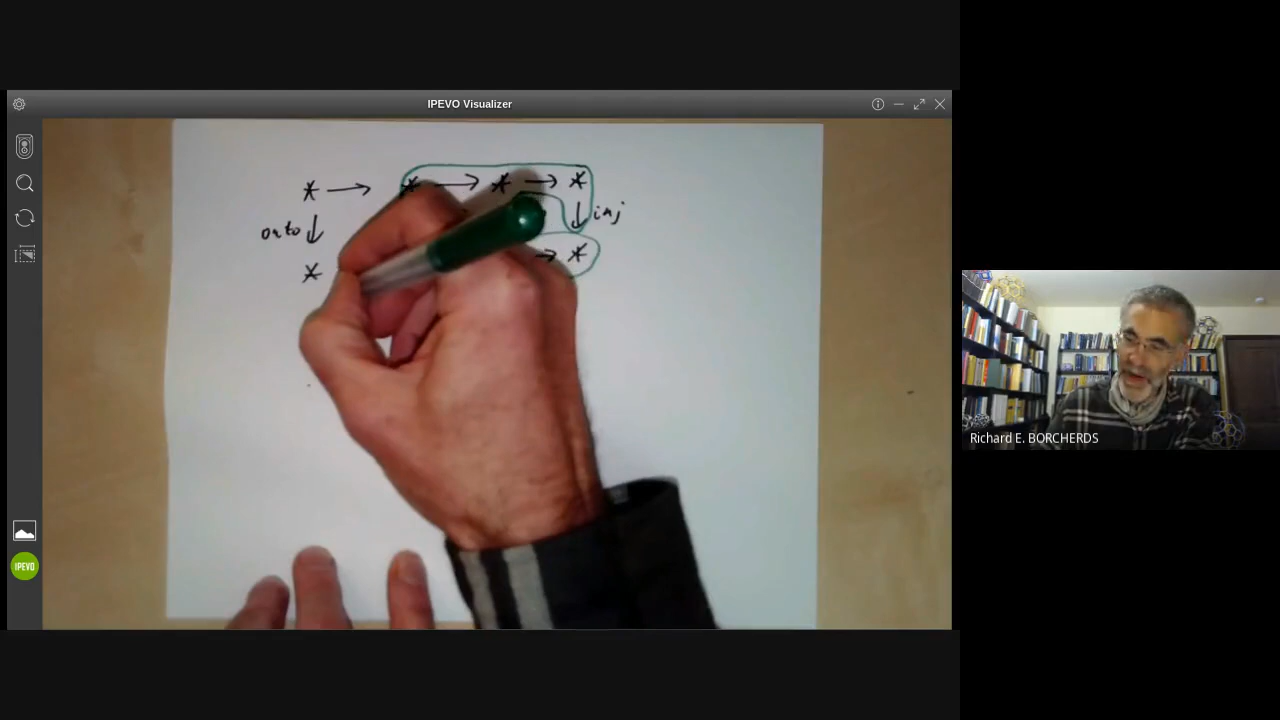 IPEVO Visualizer
* → * → * → *
onto ↓ ↓ inj
* → *
IPEVO
Richard E. BORCHERDS